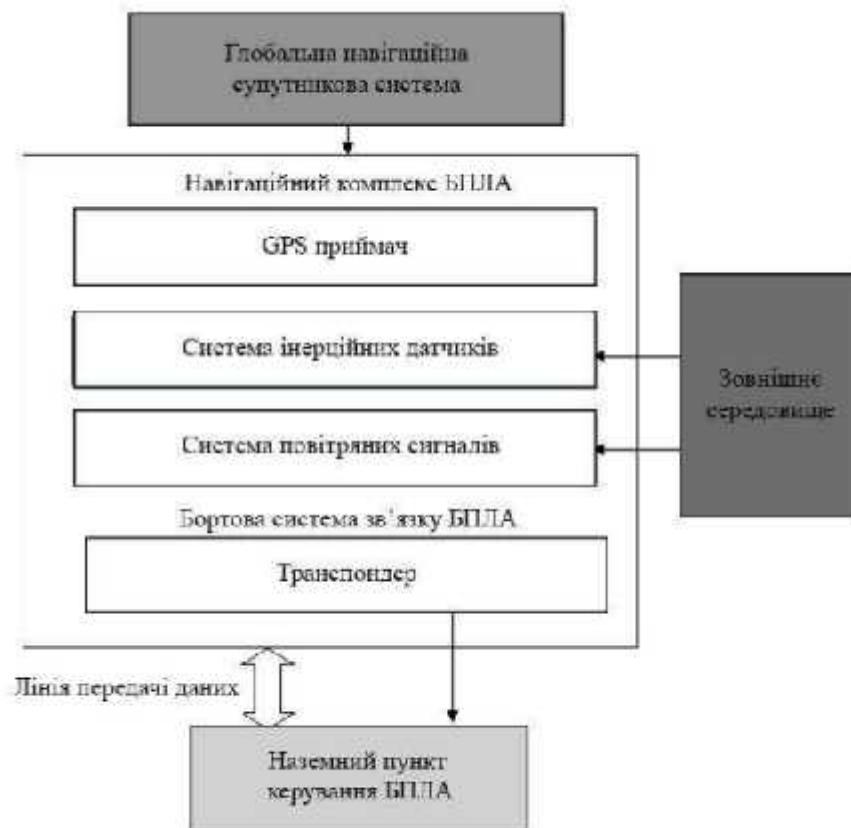 Глобальна навігаційна
супутникова система
Навігаційний комплекс БПЛА
GPS приймач
Система інерційних датчиків
Система повітряних сигналів
Зовнішнє
середовище
Бортова система зв'язку БПЛА
Транспондер
Лінія передачі даних
Наземний пункт
керування БПЛА